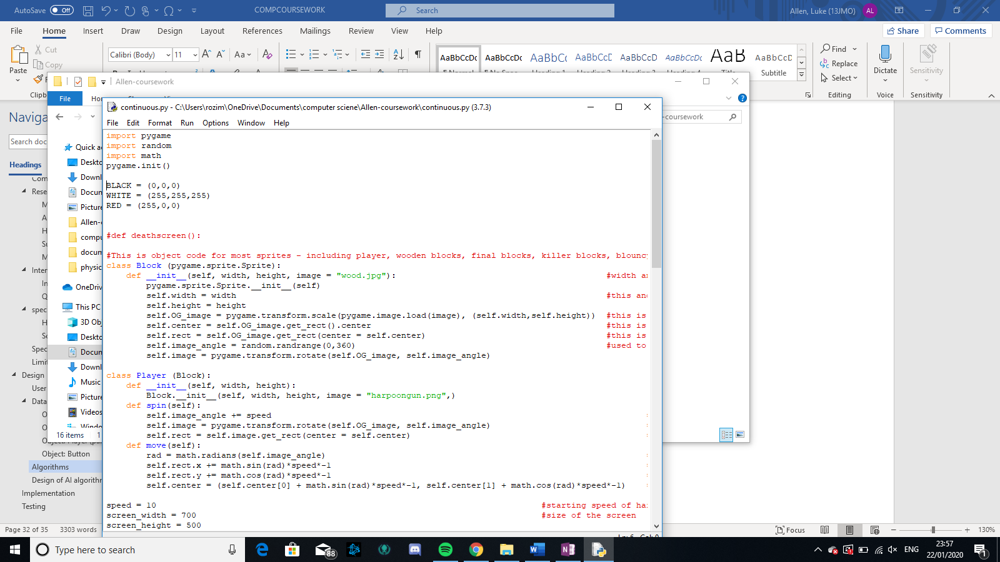 AutoSave Off
COMPCOURSEWORK
Search
Allen, Luke (13JMO) AL
File Home Insert Draw Design Layout References Mailings Review View Help
Share Comments
Paste
Cut
Copy
Calibri (Body) 11
AaBbCcDc AaBbCcDc AaBbCc AaBbCcD AaBbCcD AaBbCcDc AaB AaBbCcD
Subtitle
Find
Replace
Select
Editing
Dictate
Voice
Sensitivity
Sensitivity
Allen-coursework
File
-coursework
Search doc
Headings
Algorithms
Design of AI algorithm
Implementation
Testing
Object: Button
Design
User
Data
Quick ac
Deskto
Downl
Docum
Picture
Allen-
compu
docum
physic
OneDriv
This PC
3D Obj
Deskto
Docum
Downl
Music
Picture
Videos
16 items 1
continuous.py - C:\Users\rozim\OneDrive\Documents\computer sciene\Allen-coursework\continuous.py (3.7.3)
File Edit Format Run Options Window Help
import pygame
import random
import math
pygame.init()
BLACK = (0,0,0)
WHITE = (255,255,255)
RED = (255,0,0)
#def deathscreen():
#This is object code for most sprites - including player, wooden blocks, final blocks, killer blocks, blouncy
class Block (pygame.sprite.Sprite):
def __init__(self, width, height, image = "wood.jpg"): #width an
pygame.sprite.Sprite.__init__(self)
self.width = width #this and
self.height = height
self.OG_image = pygame.transform.scale(pygame.image.load(image), (self.width,self.height)) #this is
self.center = self.OG_image.get_rect().center #this is
self.rect = self.OG_image.get_rect(center = self.center) #this is
self.image_angle = random.randrange(0,360) #used to
self.image = pygame.transform.rotate(self.OG_image, self.image_angle)
class Player (Block):
def __init__(self, width, height):
Block.__init__(self, width, height, image = "harpoongun.png",)
def spin(self):
self.image_angle += speed
self.image = pygame.transform.rotate(self.OG_image, self.image_angle)
self.rect = self.image.get_rect(center = self.center)
def move(self):
rad = math.radians(self.image_angle)
self.rect.x += math.sin(rad)*speed*-1
self.rect.y += math.cos(rad)*speed*-1
self.center = (self.center[0] + math.sin(rad)*speed*-1, self.center[1] + math.cos(rad)*speed*-1)
speed = 10 #starting speed of ha
screen_width = 700 #size of the screen
screen_height = 500
Page 32 of 35 3303 words
Focus
130%
Type here to search
88
ENG
23:57
22/01/2020
1